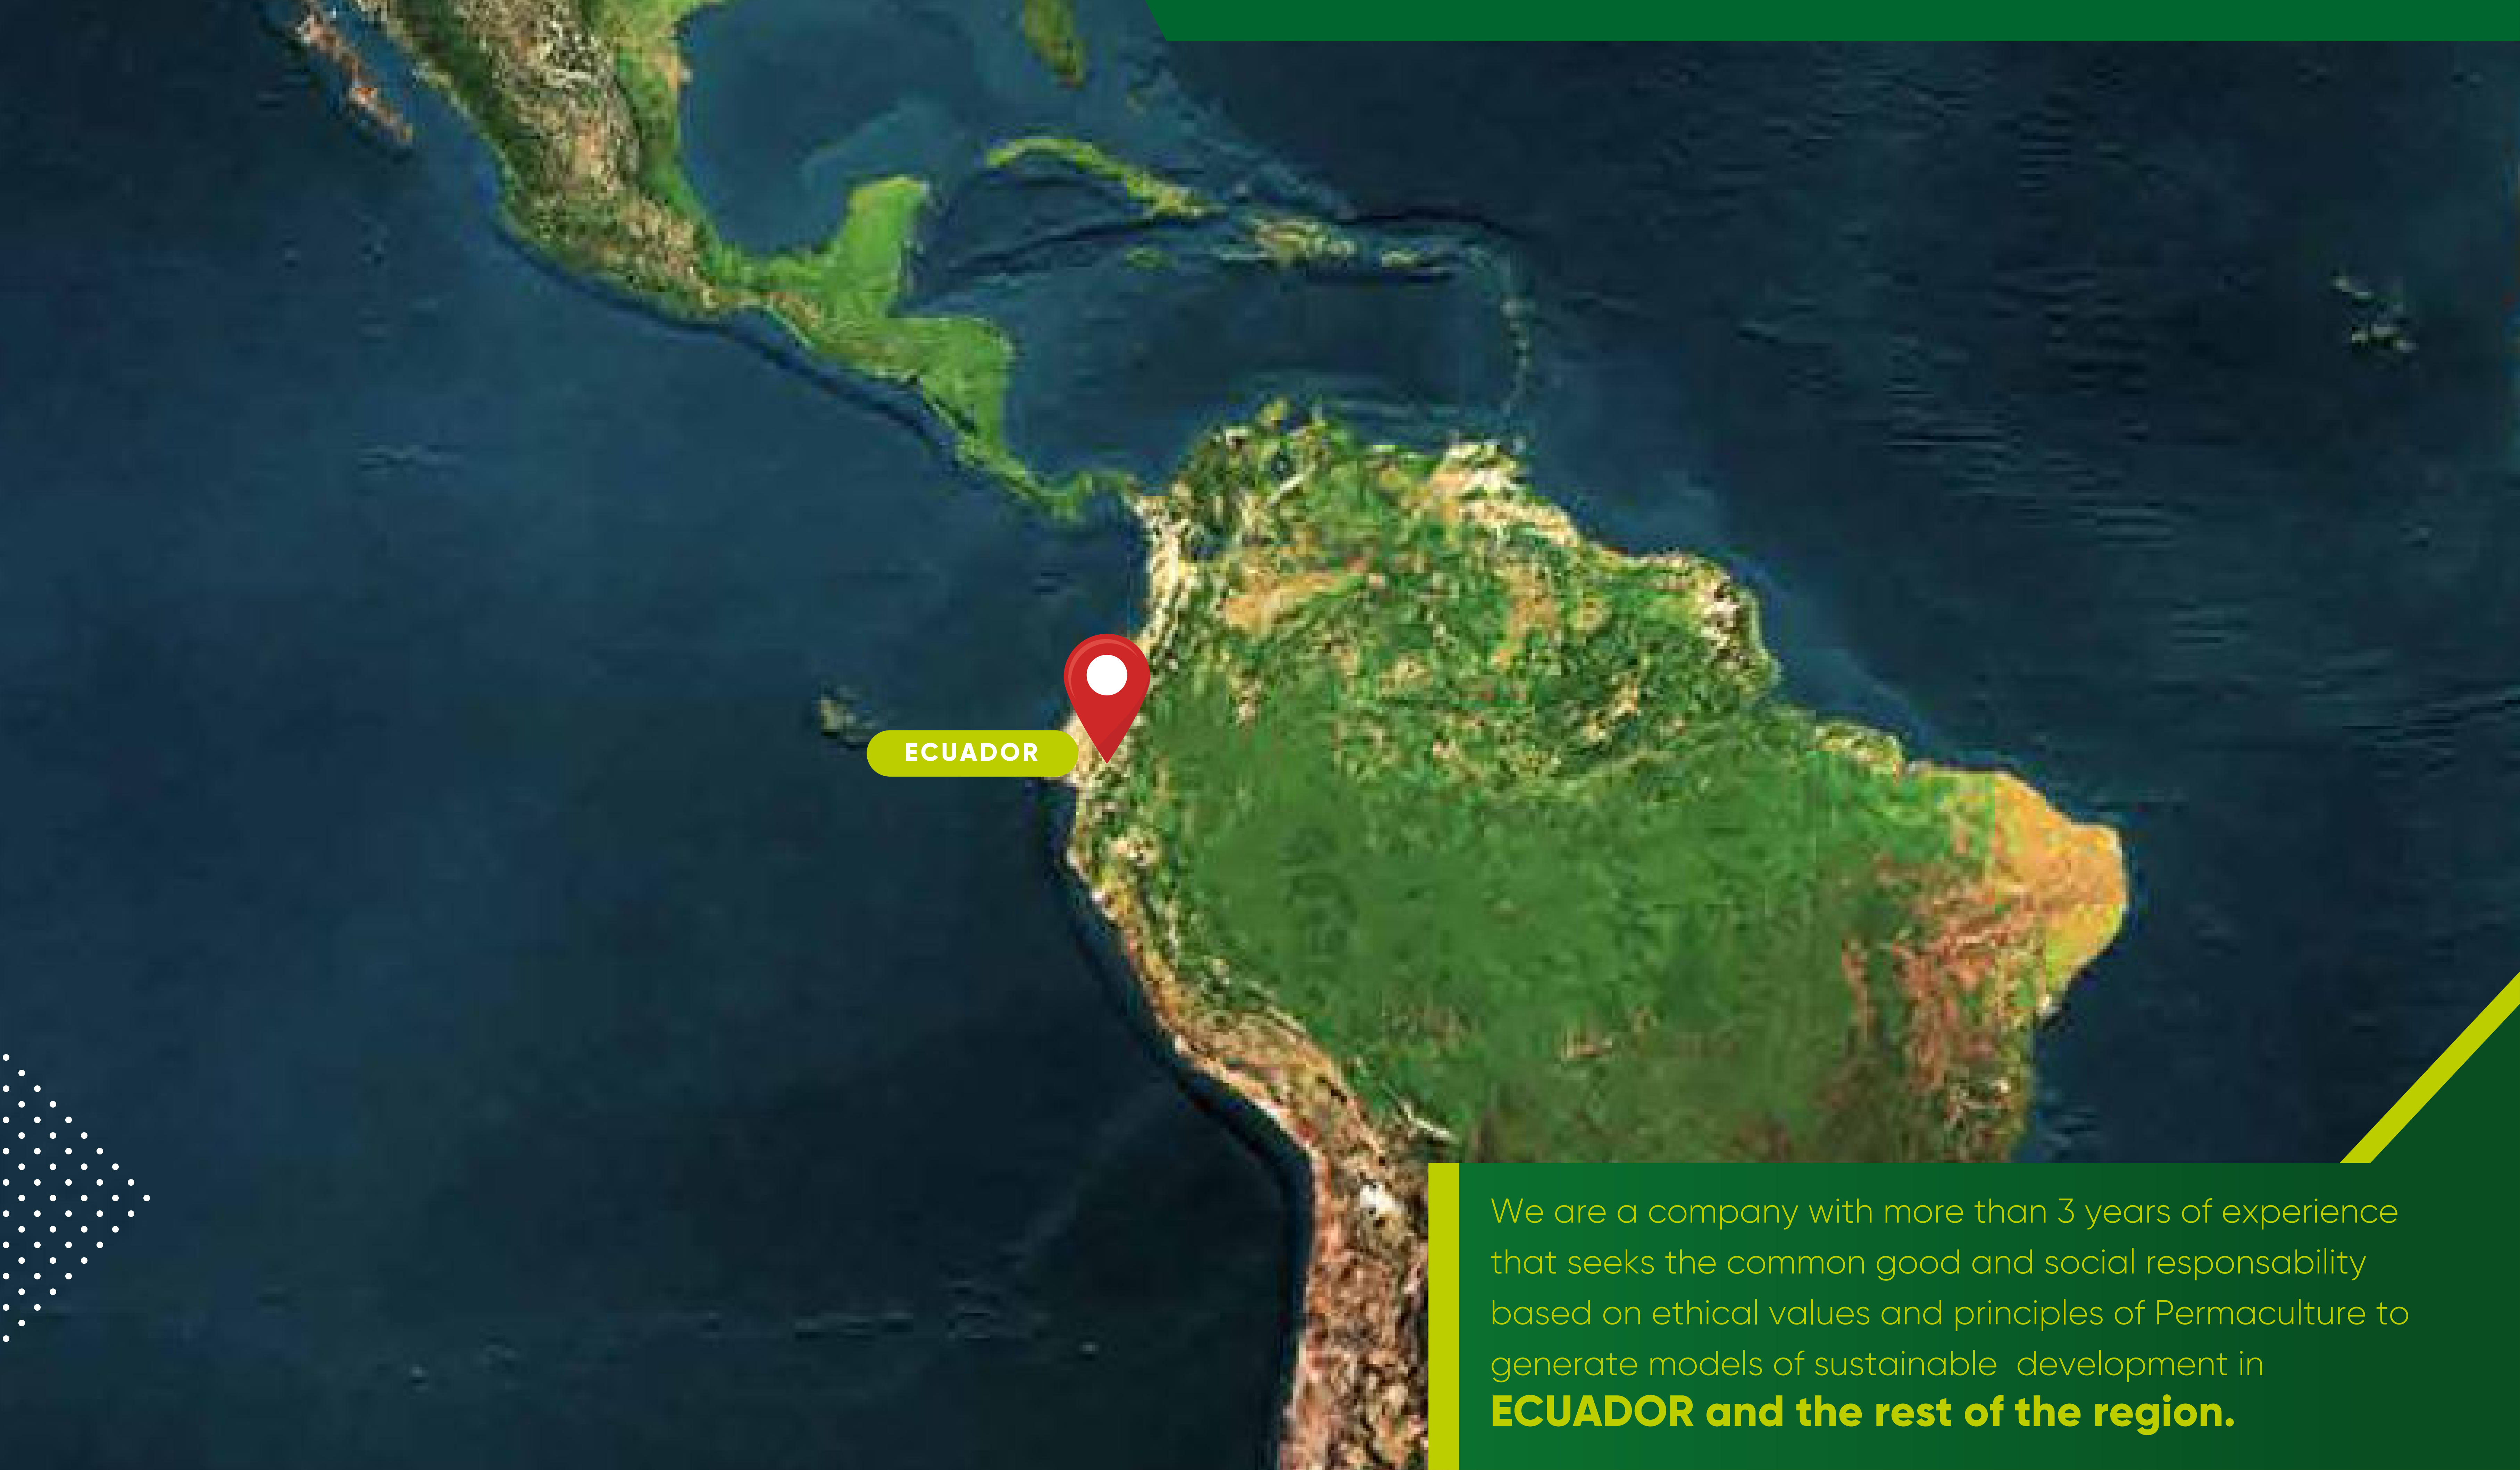 ECUADOR
We are a company with more than 3 years of experience
that seeks the common good and social responsability
based on ethical values and principles of Permaculture to
generate models of sustainable  development in
ECUADOR and the rest of the region.